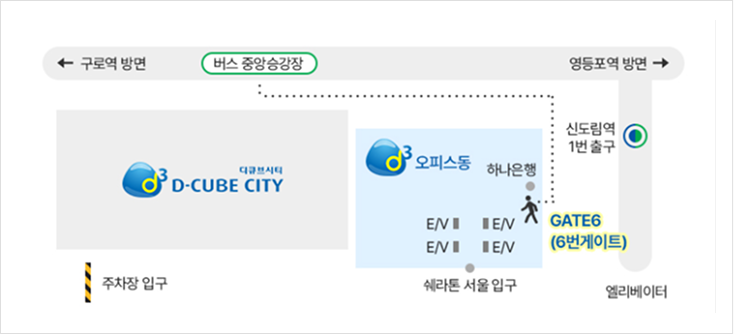 ← 구로역 방면
버스 중앙승강장
영등포역 방면 →
신도림역
1번 출구
디큐브시티
d3 D-CUBE CITY
d3 오피스동
하나은행
E/V E/V
E/V E/V
GATE6
(6번게이트)
주차장 입구
쉐라톤 서울 입구
엘리베이터